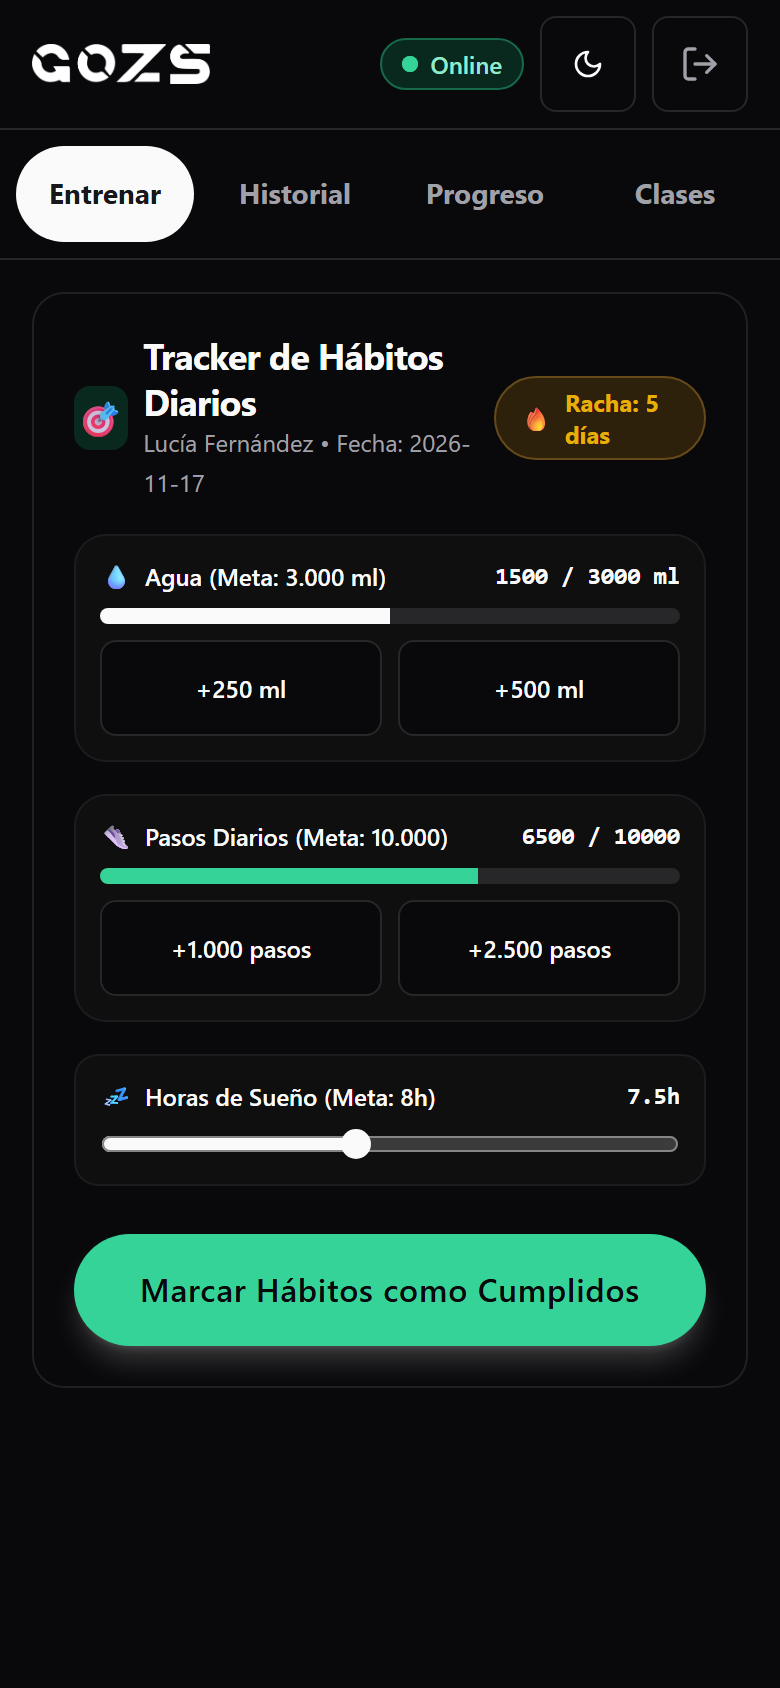 GOZS
Online
Entrenar
Historial
Progreso
Clases
Tracker de Hábitos
Diarios
Lucía Fernández • Fecha: 2026-
11-17
Racha: 5
días
Agua (Meta: 3.000 ml)
1500 / 3000 ml
+250 ml
+500 ml
Pasos Diarios (Meta: 10.000)
6500 / 10000
+1.000 pasos
+2.500 pasos
Horas de Sueño (Meta: 8h)
7.5h
Marcar Hábitos como Cumplidos